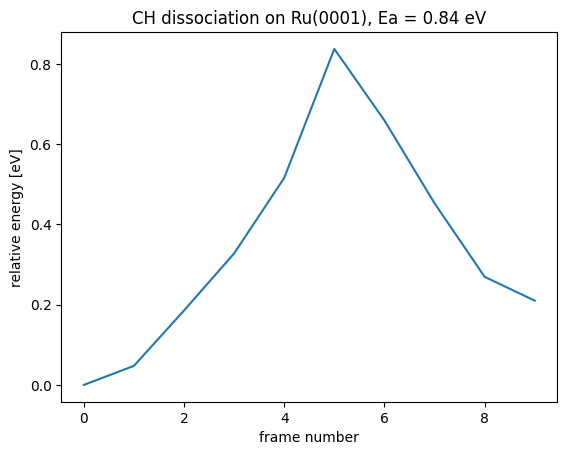 CH dissociation on Ru(0001), Ea = 0.84 eV
relative energy [eV]
0.8
0.6
0.4
0.2
0.0
0 2 4 6 8
frame number